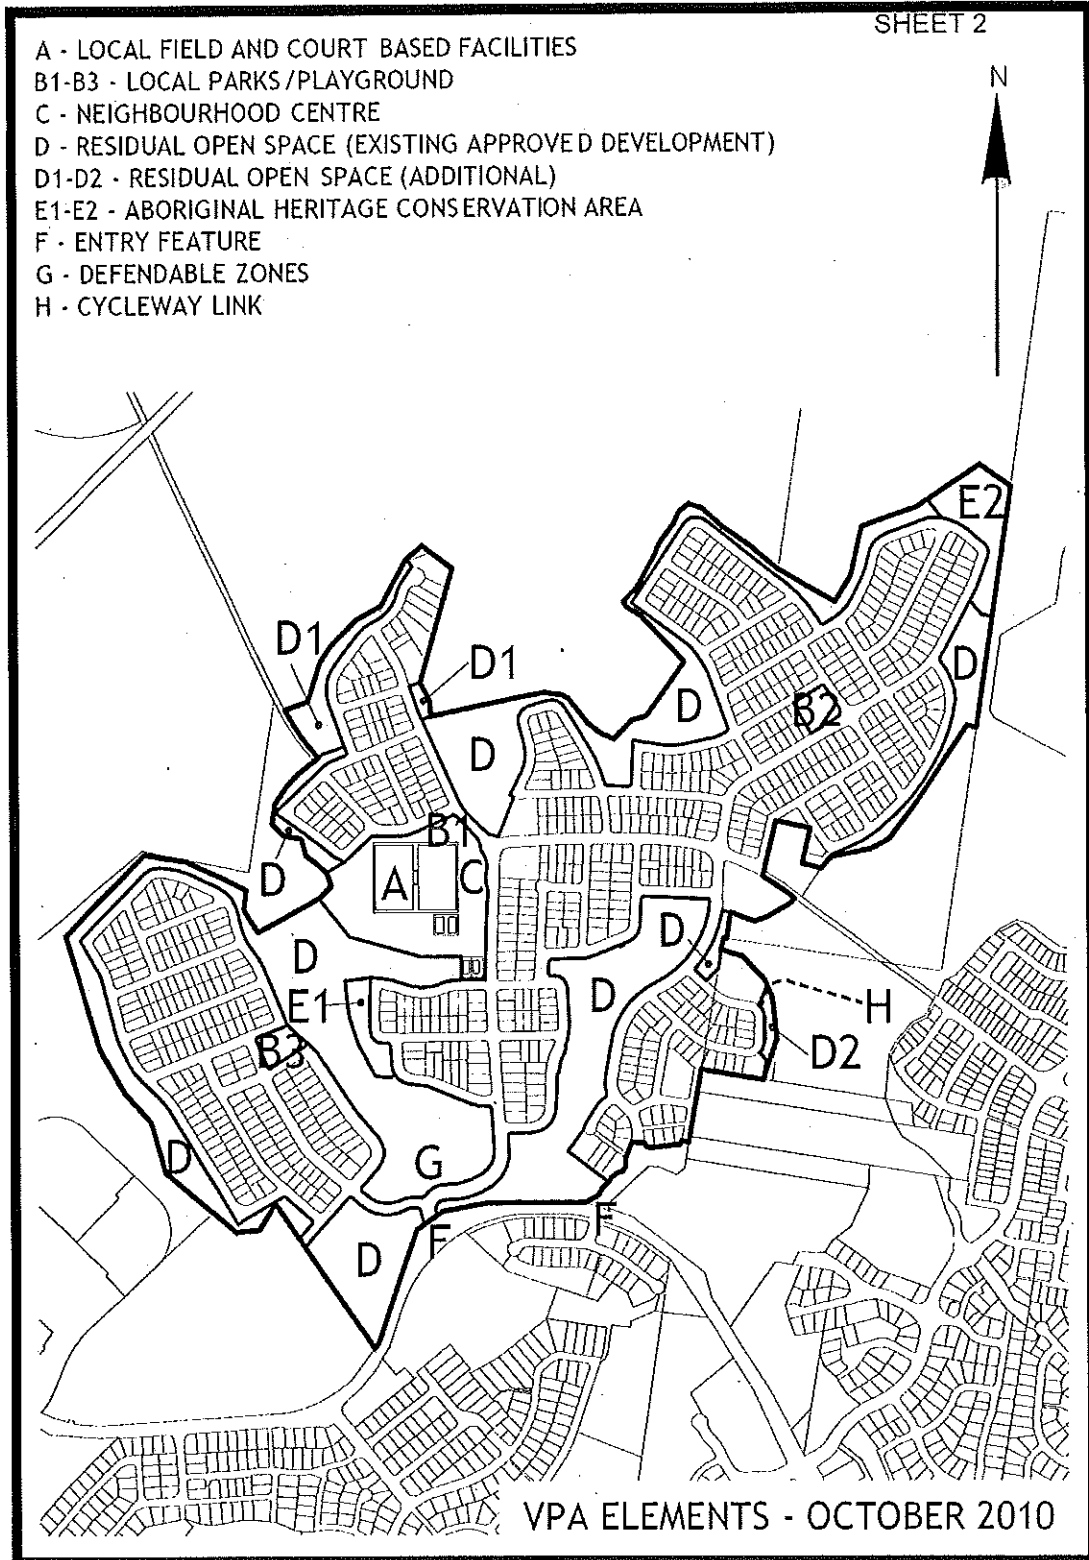 SHEET 2
A - LOCAL FIELD AND COURT BASED FACILITIES
B1-B3 - LOCAL PARKS/PLAYGROUND
C - NEIGHBOURHOOD CENTRE
D - RESIDUAL OPEN SPACE (EXISTING APPROVED DEVELOPMENT)
D1-D2 - RESIDUAL OPEN SPACE (ADDITIONAL)
E1-E2 - ABORIGINAL HERITAGE CONSERVATION AREA
F - ENTRY FEATURE
G - DEFENDABLE ZONES
H - CYCLEWAY LINK
N
E2
D1
D1
D
D
B2
D
B1
A
C
D
D
D
E1
D
H
B3
D2
D
G
F
F
D
VPA ELEMENTS - OCTOBER 2010